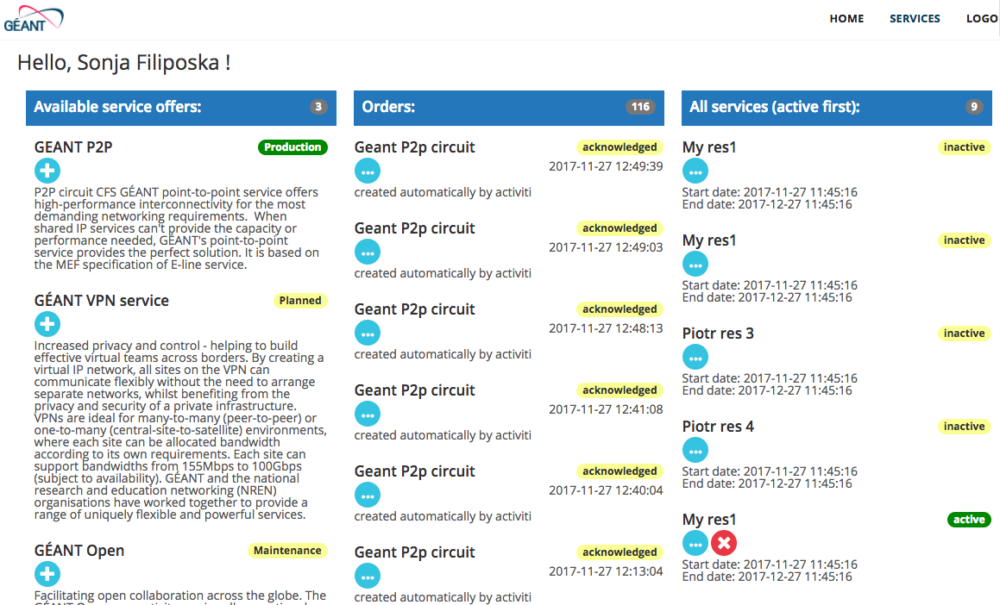 GÉANT
HOME SERVICES LOGO
Hello, Sonja Filiposka !
Available service offers: 3
GEANT P2P Production
P2P circuit CFS GÉANT point-to-point service offers
high-performance interconnectivity for the most
demanding networking requirements.  When
shared IP services can't provide the capacity or
performance needed, GÉANT's point-to-point
service provides the perfect solution. It is based on
the MEF specification of E-line service.
GÉANT VPN service Planned
Increased privacy and control - helping to build
effective virtual teams across borders. By creating a
virtual IP network, all sites on the VPN can
communicate flexibly without the need to arrange
separate networks, whilst benefiting from the
privacy and security of a private infrastructure.
VPNs are ideal for many-to-many (peer-to-peer) or
one-to-many (central-site-to-satellite) environments,
where each site can be allocated bandwidth
according to its own requirements. Each site can
support bandwidths from 155Mbps to 100Gbps
(subject to availability). GÉANT and the national
research and education networking (NREN)
organisations have worked together to provide a
range of uniquely flexible and powerful services.
GÉANT Open Maintenance
Facilitating open collaboration across the globe. The
Orders: 116
Geant P2p circuit acknowledged
2017-11-27 12:49:39
created automatically by activiti
Geant P2p circuit acknowledged
2017-11-27 12:49:03
created automatically by activiti
Geant P2p circuit acknowledged
2017-11-27 12:48:13
created automatically by activiti
Geant P2p circuit acknowledged
2017-11-27 12:41:08
created automatically by activiti
Geant P2p circuit acknowledged
2017-11-27 12:40:04
created automatically by activiti
Geant P2p circuit acknowledged
2017-11-27 12:13:04
created automatically by activiti
All services (active first): 9
My res1 inactive
Start date: 2017-11-27 11:45:16
End date: 2017-12-27 11:45:16
My res1 inactive
Start date: 2017-11-27 11:45:16
End date: 2017-12-27 11:45:16
Piotr res 3 inactive
Start date: 2017-11-27 11:45:16
End date: 2017-12-27 11:45:16
Piotr res 4 inactive
Start date: 2017-11-27 11:45:16
End date: 2017-12-27 11:45:16
My res1 active
Start date: 2017-11-27 11:45:16
End date: 2017-12-27 11:45:16